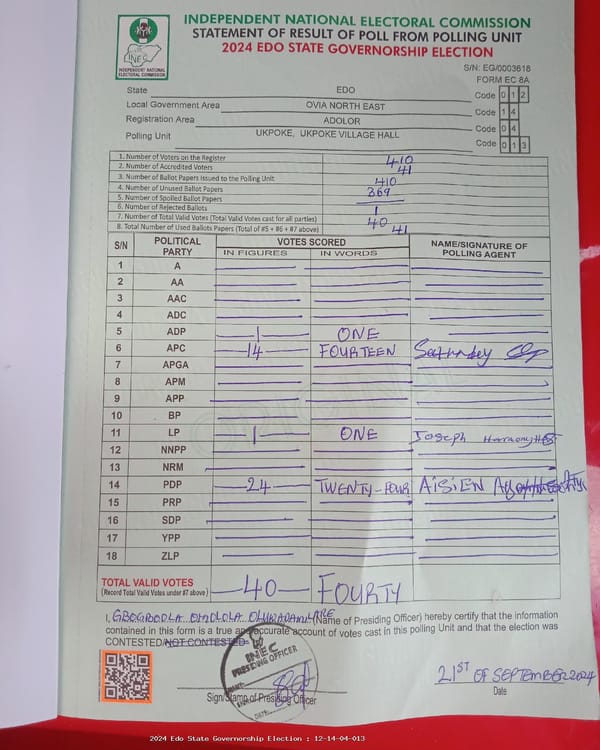 INDEPENDENT NATIONAL ELECTORAL COMMISSION
STATEMENT OF RESULT OF POLL FROM POLLING UNIT
2024 EDO STATE GOVERNORSHIP ELECTION
INEC
INDEPENDENT NATIONAL
ELECTORAL COMMISSION
S/N: EG/0003618
FORM EC 8A
State EDO Code 0 1 2
Local Government Area OVIA NORTH EAST Code 1 4
Registration Area ADOLOR Code 0 4
Polling Unit UKPOKE, UKPOKE VILLAGE HALL Code 0 1 3
1. Number of Voters on the Register 410
2. Number of Accredited Voters 41
3. Number of Ballot Papers Issued to the Polling Unit 410
4. Number of Unused Ballot Papers 369
5. Number of Spoiled Ballot Papers
6. Number of Rejected Ballots 1
7. Number of Total Valid Votes (Total Valid Votes cast for all parties) 40
8. Total Number of Used Ballots Papers (Total of #5 + #6 + #7 above) 41
S/N POLITICAL PARTY VOTES SCORED NAME/SIGNATURE OF POLLING AGENT
IN FIGURES IN WORDS
1 A
2 AA
3 AAC
4 ADC
5 ADP 1 ONE
6 APC 14 FOURTEEN
7 APGA
8 APM
9 APP
10 BP
11 LP 1 ONE Joseph
12 NNPP
13 NRM
14 PDP 24 TWENTY-FOUR AISIEN
15 PRP
16 SDP
17 YPP
18 ZLP
TOTAL VALID VOTES 40 FOURTY
(Record Total Valid Votes under #7 above)
I, (Name of Presiding Officer) hereby certify that the information
contained in this form is a true and accurate account of votes cast in this polling Unit and that the election was
CONTESTED/NOT CONTESTED
INEC
PRESIDING OFFICER
DATE:
Sign/Stamp of Presiding Officer
21ST OF SEPTEMBER 2024
Date
2024 Edo State Governorship Election : 12-14-04-013